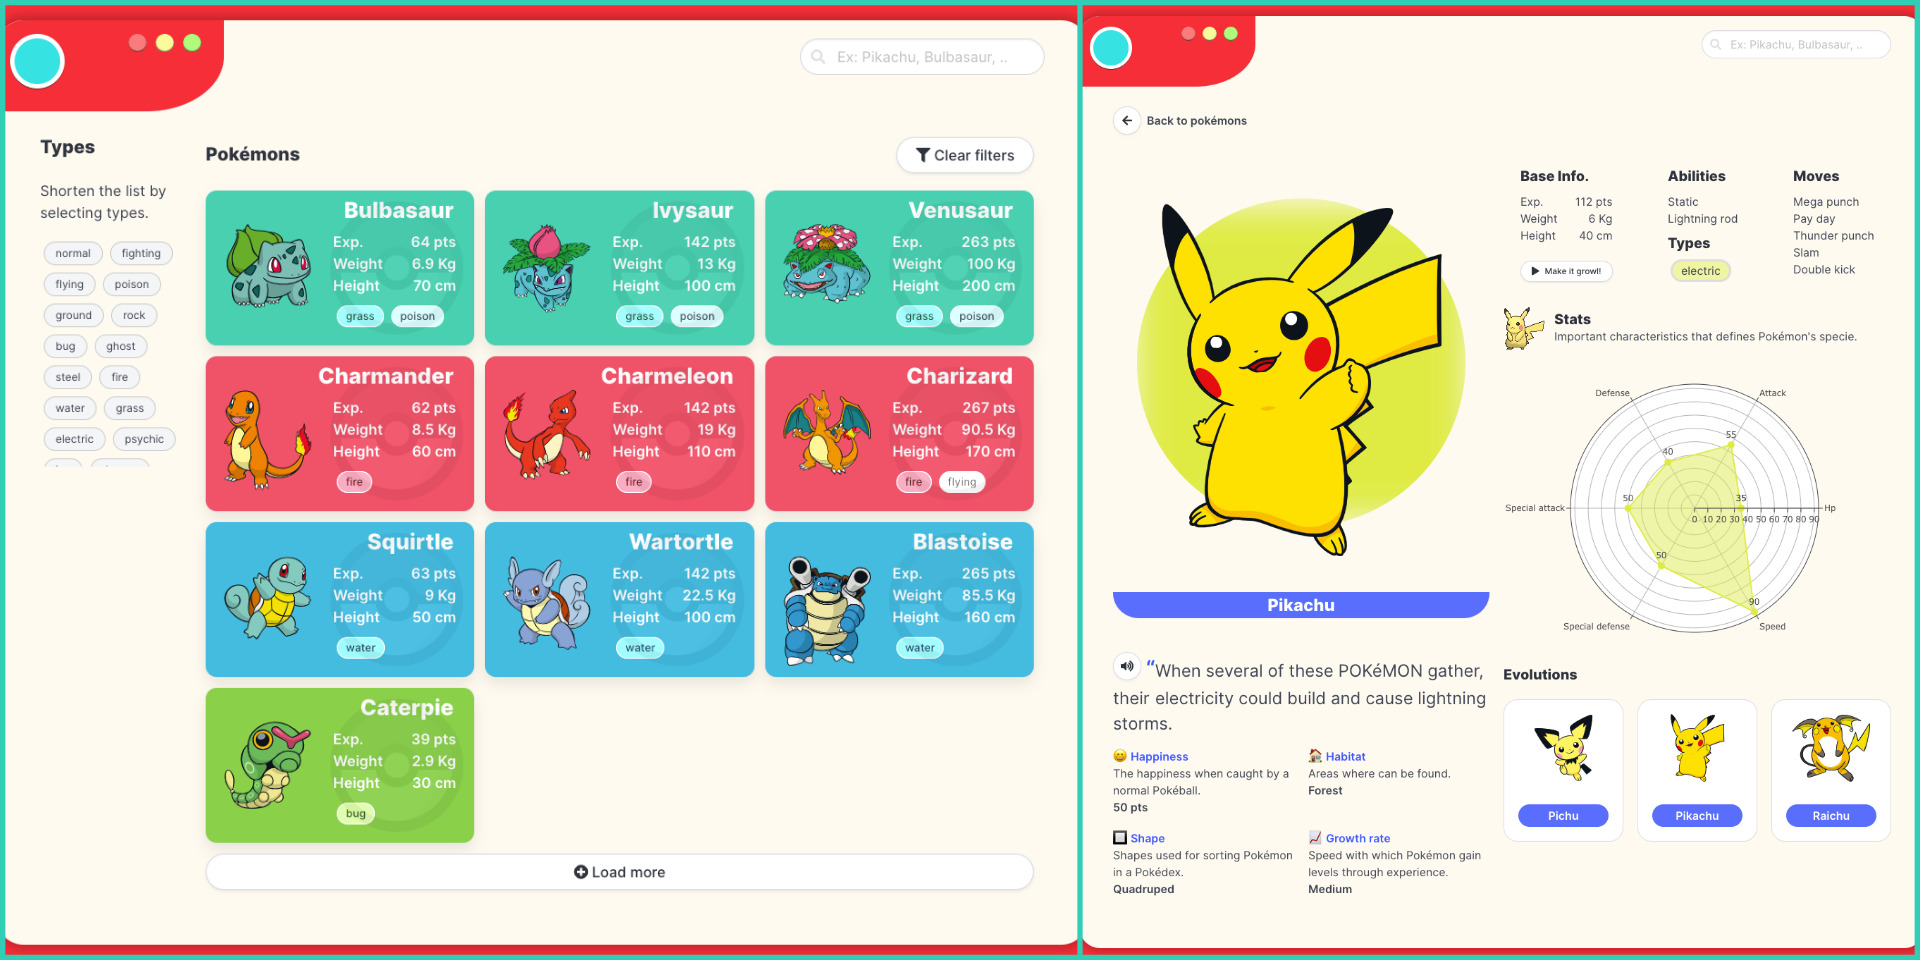 Ex: Pikachu, Bulbasaur, ..
Types
Shorten the list by
selecting types.
normal fighting
flying poison
ground rock
bug ghost
steel fire
water grass
electric psychic
Pokémons
Clear filters
Bulbasaur
Exp. 64 pts
Weight 6.9 Kg
Height 70 cm
grass poison
Ivysaur
Exp. 142 pts
Weight 13 Kg
Height 100 cm
grass poison
Venusaur
Exp. 263 pts
Weight 100 Kg
Height 200 cm
grass poison
Charmander
Exp. 62 pts
Weight 8.5 Kg
Height 60 cm
fire
Charmeleon
Exp. 142 pts
Weight 19 Kg
Height 110 cm
fire
Charizard
Exp. 267 pts
Weight 90.5 Kg
Height 170 cm
fire flying
Squirtle
Exp. 63 pts
Weight 9 Kg
Height 50 cm
water
Wartortle
Exp. 142 pts
Weight 22.5 Kg
Height 100 cm
water
Blastoise
Exp. 265 pts
Weight 85.5 Kg
Height 160 cm
water
Caterpie
Exp. 39 pts
Weight 2.9 Kg
Height 30 cm
bug
Load more
Ex: Pikachu, Bulbasaur, ..
Back to pokémons
Pikachu
“When several of these POKéMON gather,
their electricity could build and cause lightning
storms.
Happiness
The happiness when caught by a
normal Pokéball.
50 pts
Habitat
Areas where can be found.
Forest
Shape
Shapes used for sorting Pokémon
in a Pokédex.
Quadruped
Growth rate
Speed with which Pokémon gain
levels through experience.
Medium
Base Info.
Exp. 112 pts
Weight 6 Kg
Height 40 cm
Make it growl!
Abilities
Static
Lightning rod
Types
electric
Moves
Mega punch
Pay day
Thunder punch
Slam
Double kick
Stats
Important characteristics that defines Pokémon's specie.
Defense Attack
55
40
50 35
Special attack Hp
0 10 20 30 40 50 60 70 80 90
50
90
Special defense Speed
Evolutions
Pichu Pikachu Raichu